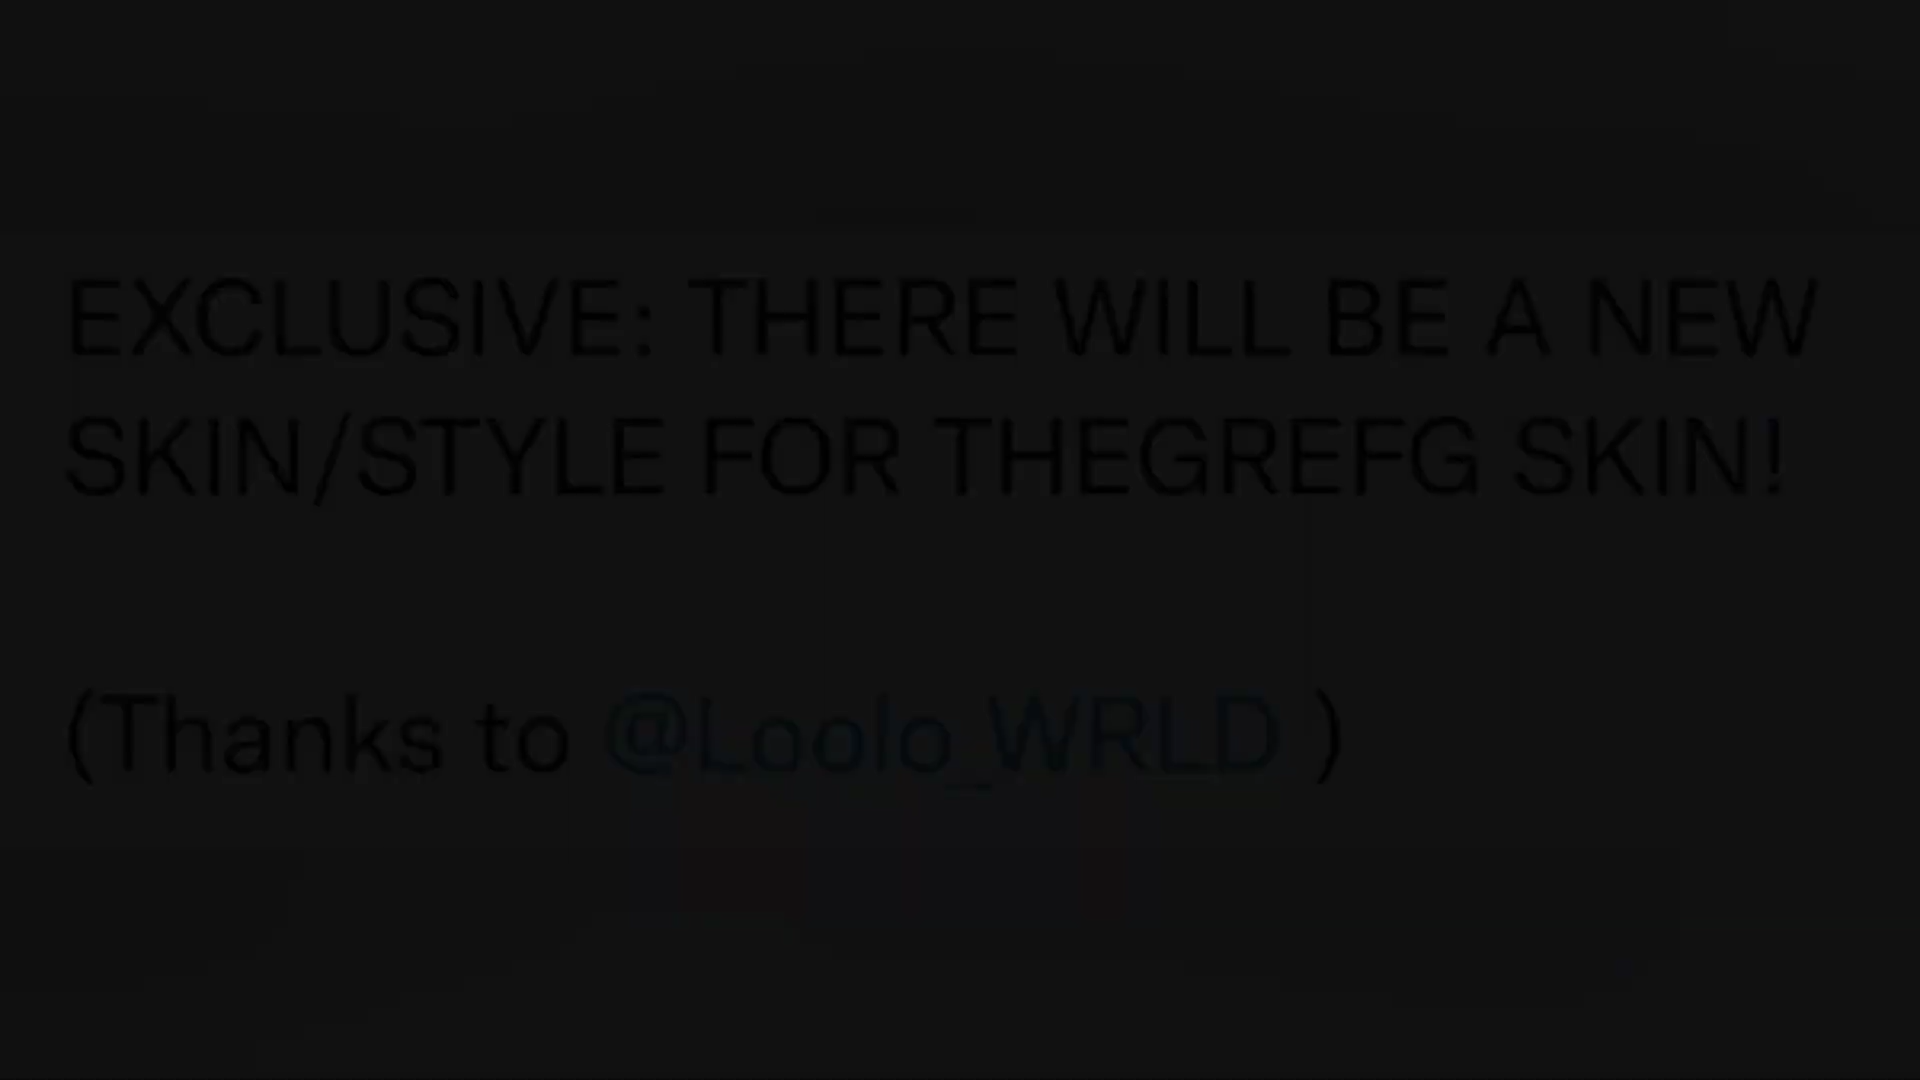 EXCLUSIVE: THERE WILL BE A NEW
SKIN/STYLE FOR THEGREFG SKIN!
(Thanks to @Loolo_WRLD )